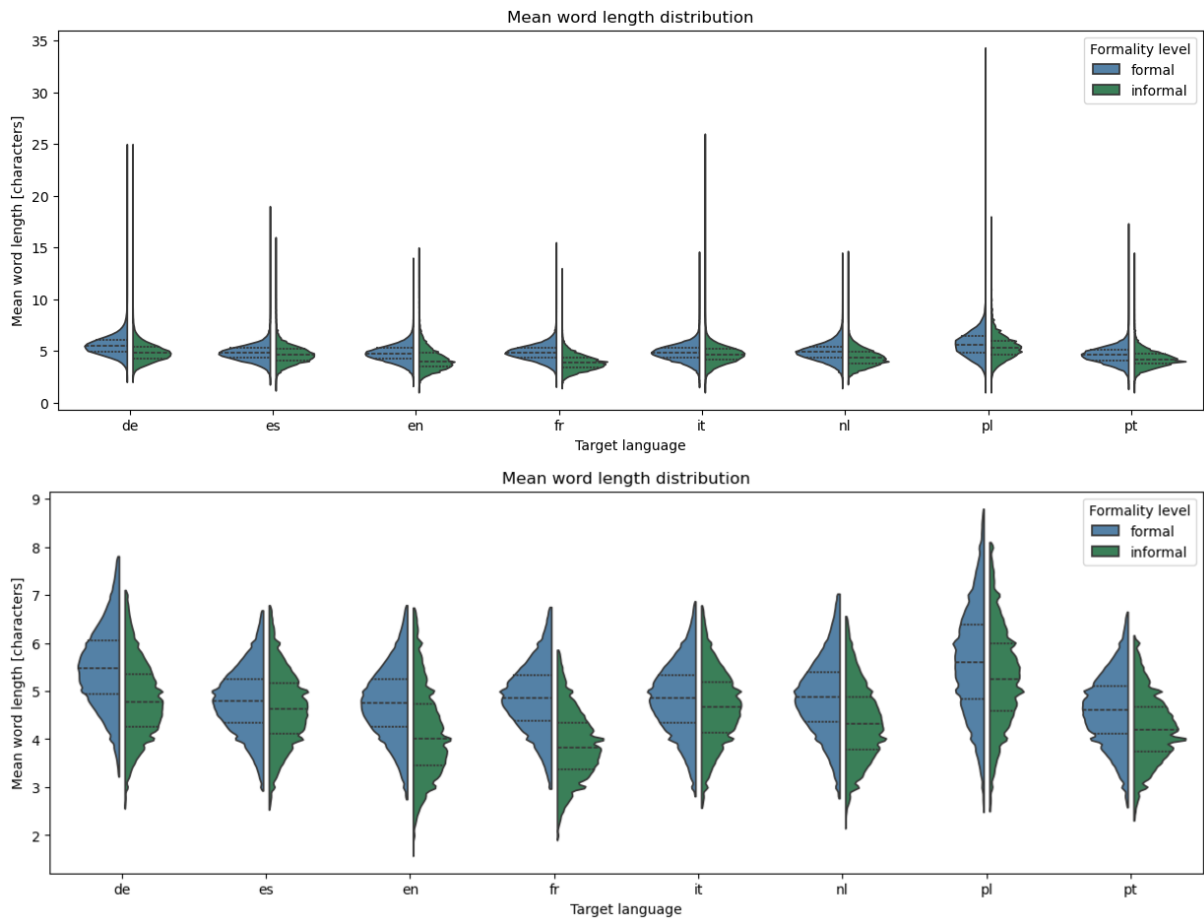 Mean word length distribution
Mean word length [characters]
35
30
25
20
15
10
5
0
Formality level
formal
informal
de es en fr it nl pl pt
Target language
Mean word length distribution
Mean word length [characters]
9
8
7
6
5
4
3
2
Formality level
formal
informal
de es en fr it nl pl pt
Target language